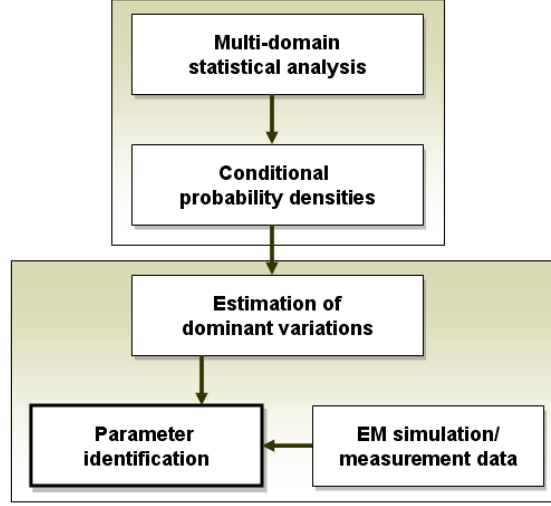 Multi-domain
statistical analysis
Conditional
probability densities
Estimation of
dominant variations
Parameter
identification
EM simulation/
measurement data